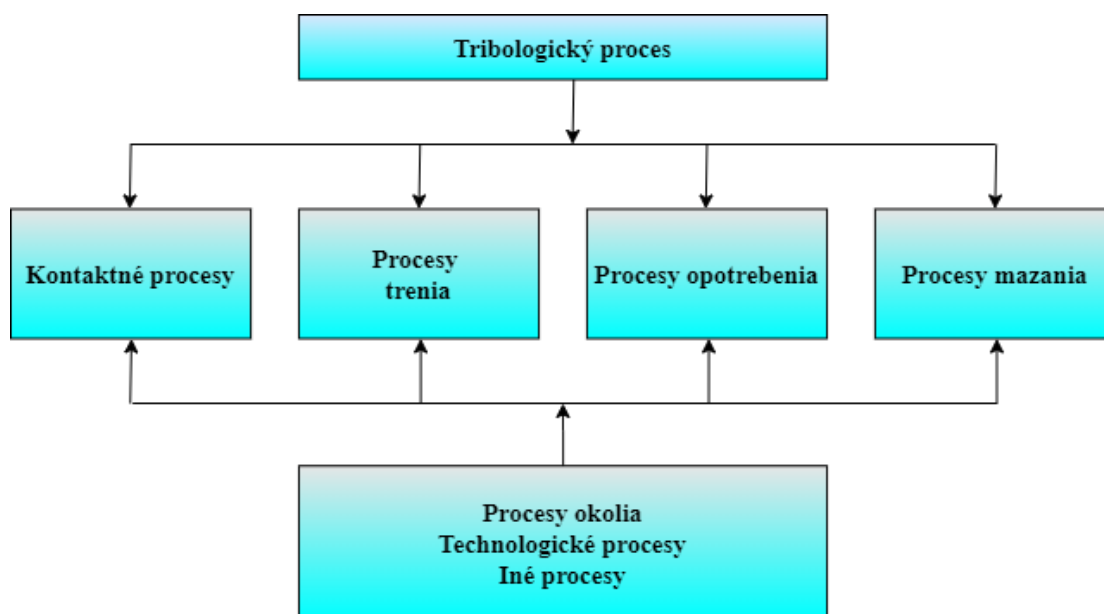 Tribologický proces
Kontaktné procesy
Procesy
trenia
Procesy opotrebenia
Procesy mazania
Procesy okolia
Technologické procesy
Iné procesy